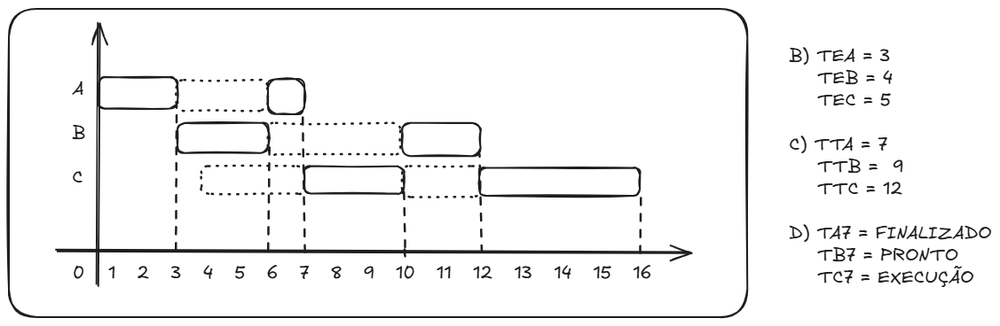 A
B
C
0 1 2 3 4 5 6 7 8 9 10 11 12 13 14 15 16
B) TEA = 3
TEB = 4
TEC = 5
C) TTA = 7
TTB = 9
TTC = 12
D) TA7 = FINALIZADO
TB7 = PRONTO
TC7 = EXECUÇÃO